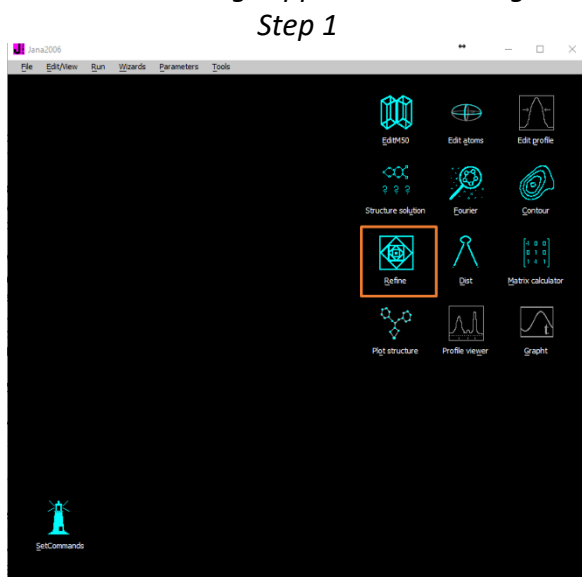 Step 1
Jana2006
File Edit/View Run Wizards Parameters Tools
EditM50 Edit atoms Edit profile
? ? ?
Structure solution Fourier Contour
Refine Dist Matrix calculator
Plot structure Profile viewer Grapht
t
SetCommands